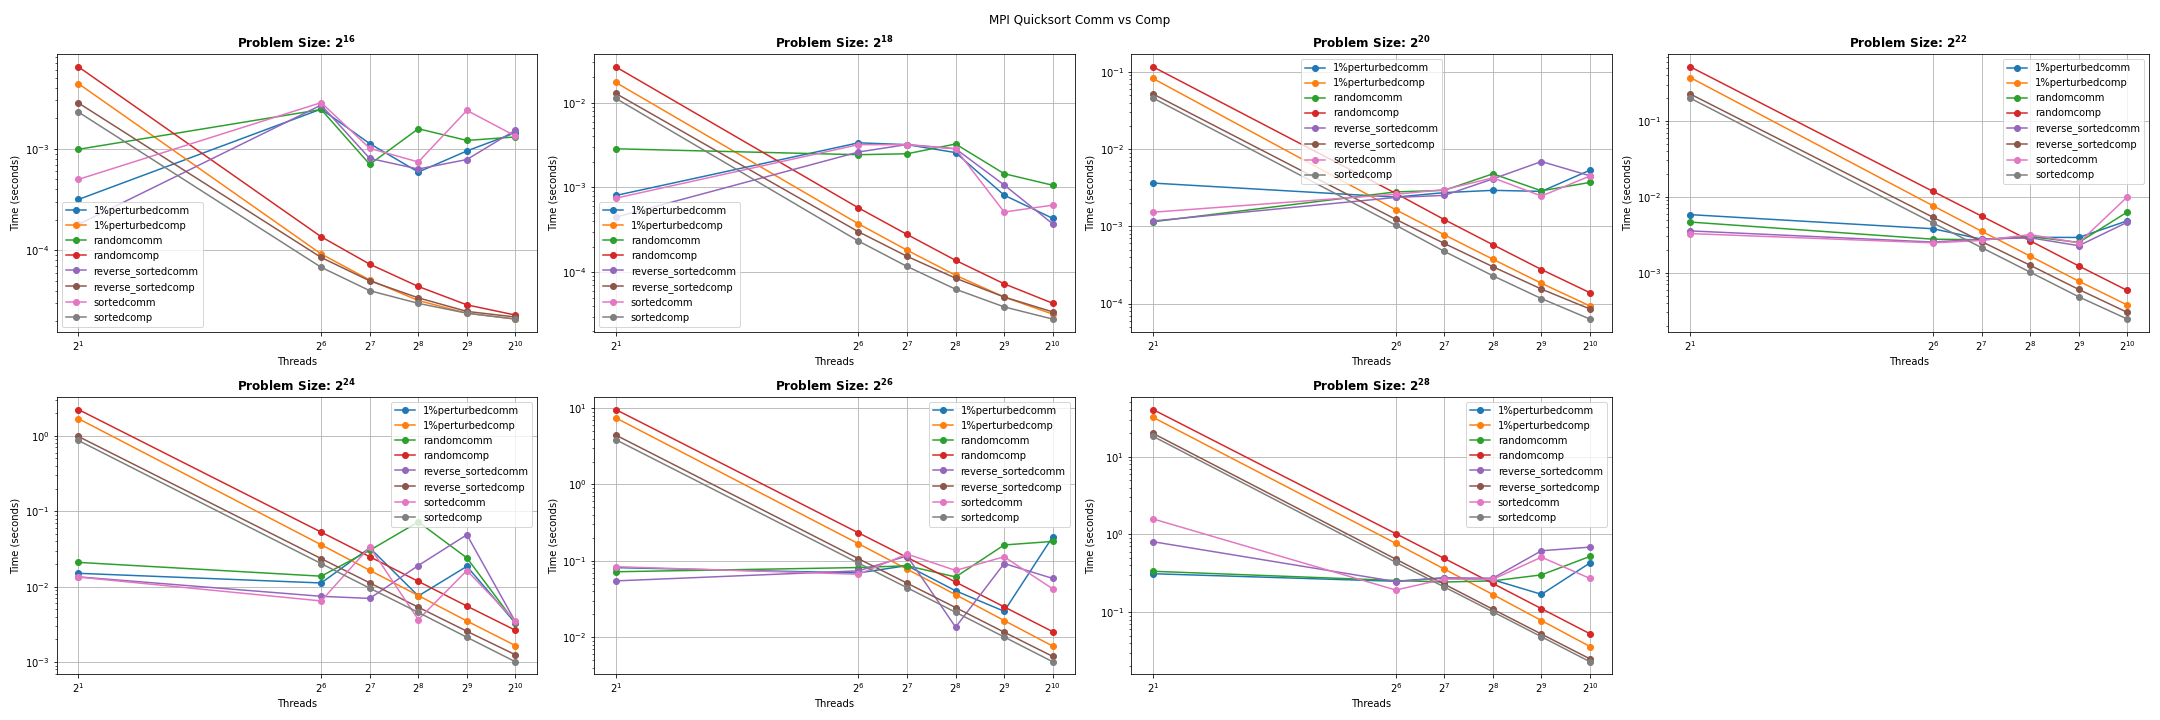 MPI Quicksort Comm vs Comp
Problem Size: 2^16
Time (seconds)
10^-3
10^-4
1%perturbedcomm
1%perturbedcomp
randomcomm
randomcomp
reverse_sortedcomm
reverse_sortedcomp
sortedcomm
sortedcomp
2^1 2^6 2^7 2^8 2^9 2^10
Threads
Problem Size: 2^18
Time (seconds)
10^-2
10^-3
10^-4
1%perturbedcomm
1%perturbedcomp
randomcomm
randomcomp
reverse_sortedcomm
reverse_sortedcomp
sortedcomm
sortedcomp
2^1 2^6 2^7 2^8 2^9 2^10
Threads
Problem Size: 2^20
Time (seconds)
10^-1
10^-2
10^-3
10^-4
1%perturbedcomm
1%perturbedcomp
randomcomm
randomcomp
reverse_sortedcomm
reverse_sortedcomp
sortedcomm
sortedcomp
2^1 2^6 2^7 2^8 2^9 2^10
Threads
Problem Size: 2^22
Time (seconds)
10^-1
10^-2
10^-3
1%perturbedcomm
1%perturbedcomp
randomcomm
randomcomp
reverse_sortedcomm
reverse_sortedcomp
sortedcomm
sortedcomp
2^1 2^6 2^7 2^8 2^9 2^10
Threads
Problem Size: 2^24
Time (seconds)
10^0
10^-1
10^-2
10^-3
1%perturbedcomm
1%perturbedcomp
randomcomm
randomcomp
reverse_sortedcomm
reverse_sortedcomp
sortedcomm
sortedcomp
2^1 2^6 2^7 2^8 2^9 2^10
Threads
Problem Size: 2^26
Time (seconds)
10^1
10^0
10^-1
10^-2
1%perturbedcomm
1%perturbedcomp
randomcomm
randomcomp
reverse_sortedcomm
reverse_sortedcomp
sortedcomm
sortedcomp
2^1 2^6 2^7 2^8 2^9 2^10
Threads
Problem Size: 2^28
Time (seconds)
10^1
10^0
10^-1
1%perturbedcomm
1%perturbedcomp
randomcomm
randomcomp
reverse_sortedcomm
reverse_sortedcomp
sortedcomm
sortedcomp
2^1 2^6 2^7 2^8 2^9 2^10
Threads